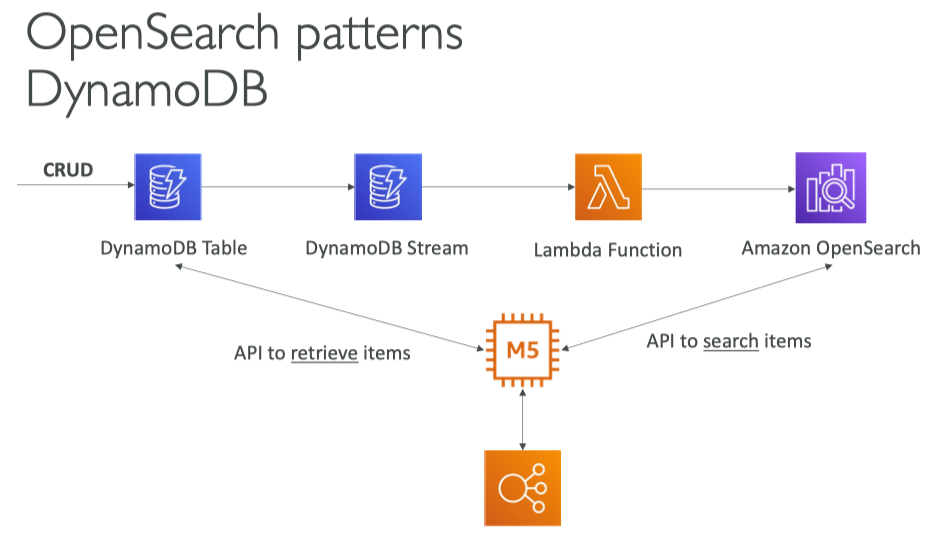 OpenSearch patterns
DynamoDB
CRUD
DynamoDB Table
DynamoDB Stream
Lambda Function
Amazon OpenSearch
API to retrieve items
M5
API to search items